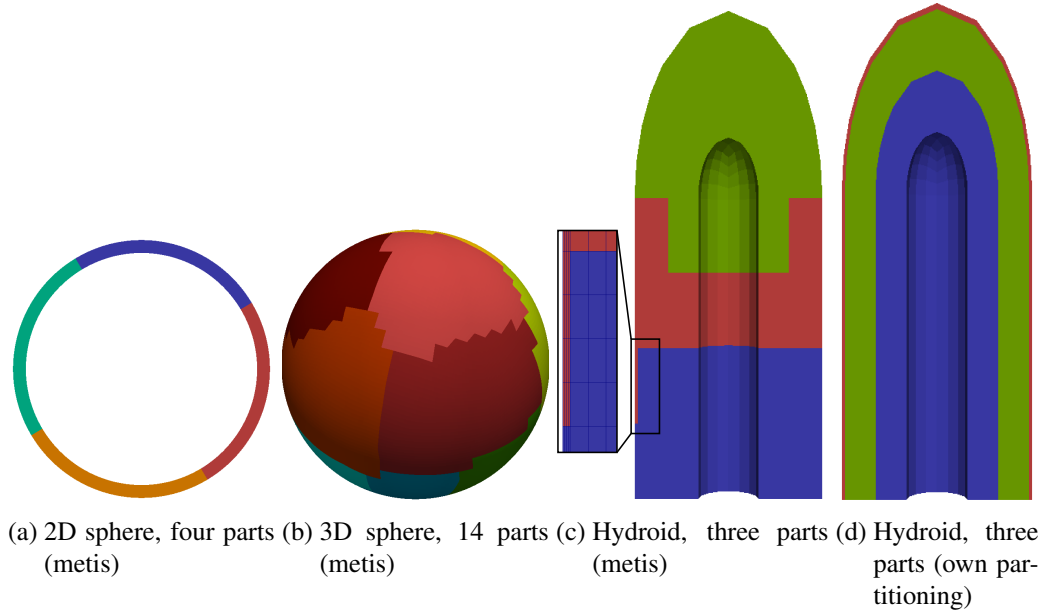 (a) 2D sphere, four parts
(metis)
(b) 3D sphere, 14 parts
(metis)
(c) Hydroid, three parts
(metis)
(d) Hydroid, three
parts (own par-
titioning)